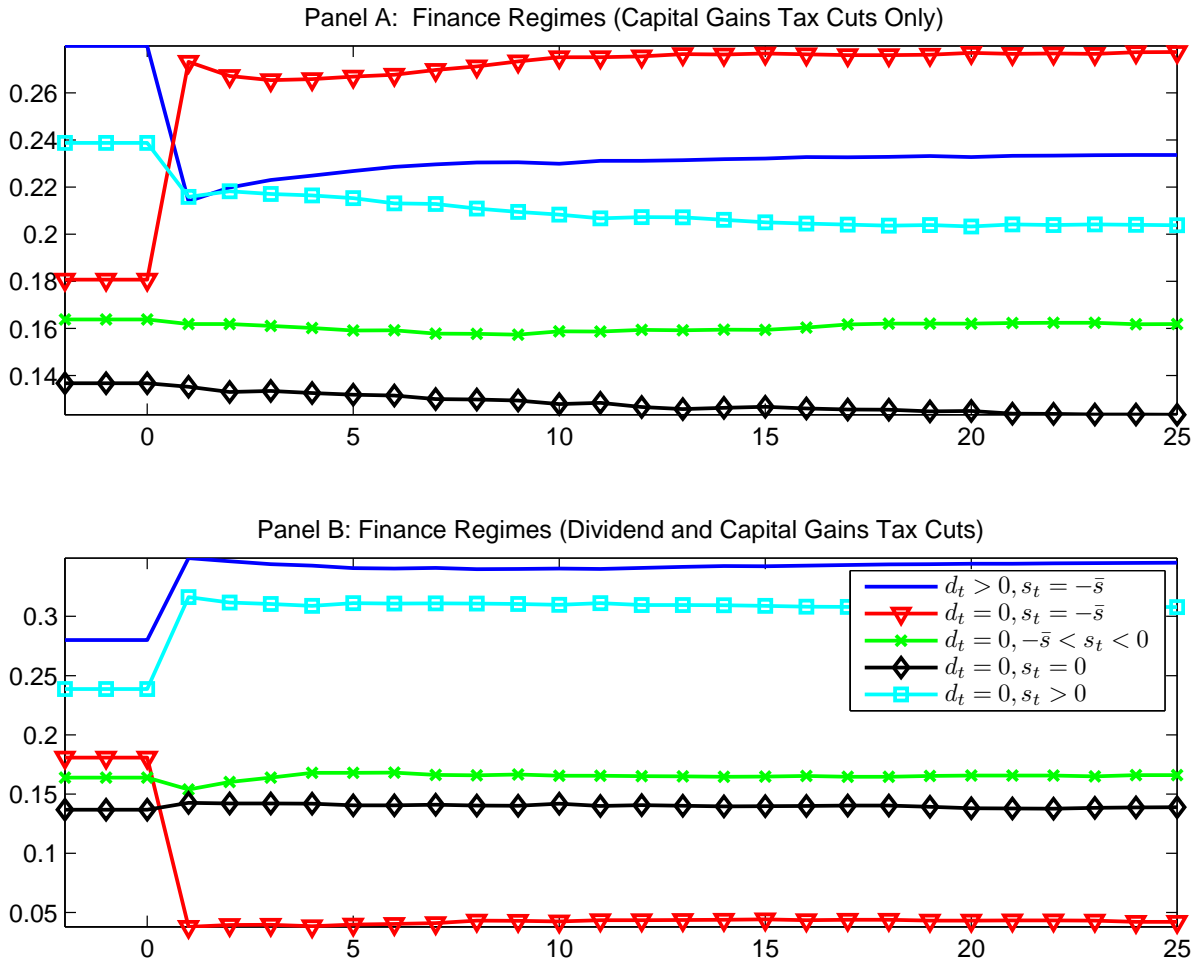 Panel A:  Finance Regimes (Capital Gains Tax Cuts Only)
0.26
0.24
0.22
0.2
0.18
0.16
0.14
0 5 10 15 20 25
Panel B: Finance Regimes (Dividend and Capital Gains Tax Cuts)
0.3
0.25
0.2
0.15
0.1
0.05
d_t > 0, s_t = −s̄
d_t = 0, s_t = −s̄
d_t = 0, −s̄ < s_t < 0
d_t = 0, s_t = 0
d_t = 0, s_t > 0
0 5 10 15 20 25